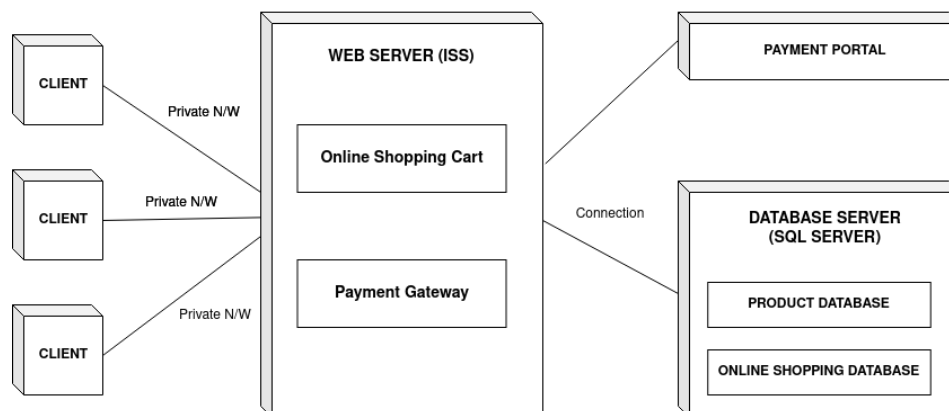 CLIENT
Private N/W
CLIENT
Private N/W
CLIENT
Private N/W
WEB SERVER (ISS)
Online Shopping Cart
Payment Gateway
PAYMENT PORTAL
Connection
DATABASE SERVER
(SQL SERVER)
PRODUCT DATABASE
ONLINE SHOPPING DATABASE